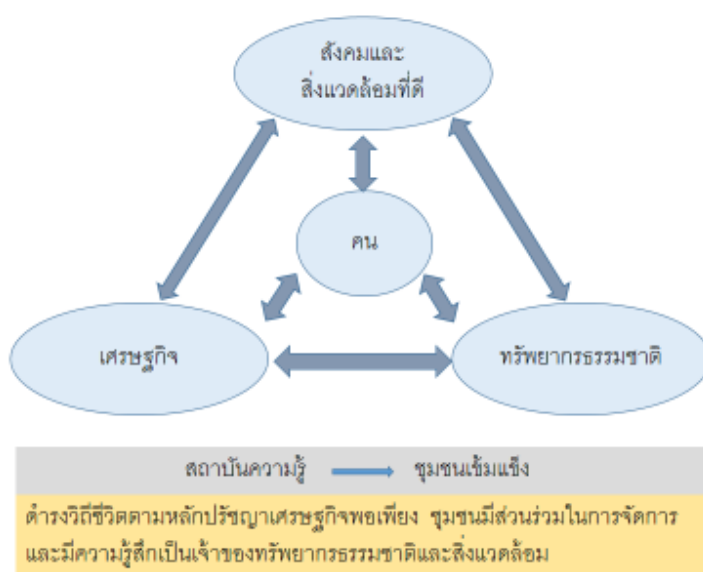 สังคมและ
สิ่งแวดล้อมที่ดี
คน
เศรษฐกิจ
ทรัพยากรธรรมชาติ
สถาบันความรู้ ชุมชนเข้มแข็ง
ดำรงวิถีชีวิตตามหลักปรัชญาเศรษฐกิจพอเพียง ชุมชนมีส่วนร่วมในการจัดการ
และมีความรู้สึกเป็นเจ้าของทรัพยากรธรรมชาติและสิ่งแวดล้อม